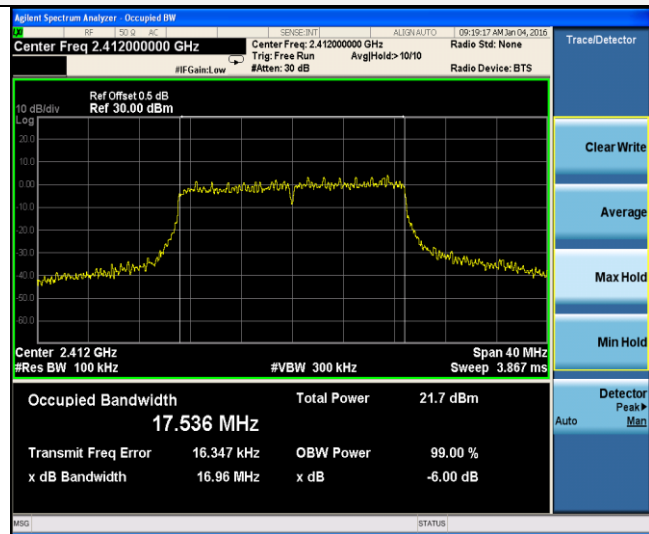 Agilent Spectrum Analyzer - Occupied BW
RF 50 Ω AC SENSE:INT ALIGN AUTO 09:19:17 AM Jan 04, 2016
Center Freq 2.412000000 GHz Center Freq: 2.412000000 GHz Radio Std: None
Trig: Free Run Avg|Hold:> 10/10
#IFGain:Low #Atten: 30 dB Radio Device: BTS
Trace/Detector
Ref Offset 0.5 dB
10 dB/div Ref 30.00 dBm
Log
20.0
10.0
0.00
-10.0
-20.0
-30.0
-40.0
-50.0
-60.0
Center 2.412 GHz Span 40 MHz
#Res BW 100 kHz #VBW 300 kHz Sweep 3.867 ms
Occupied Bandwidth Total Power 21.7 dBm
17.536 MHz
Transmit Freq Error 16.347 kHz OBW Power 99.00 %
x dB Bandwidth 16.96 MHz x dB -6.00 dB
Clear Write
Average
Max Hold
Min Hold
Detector
Peak▶
Auto Man
MSG STATUS